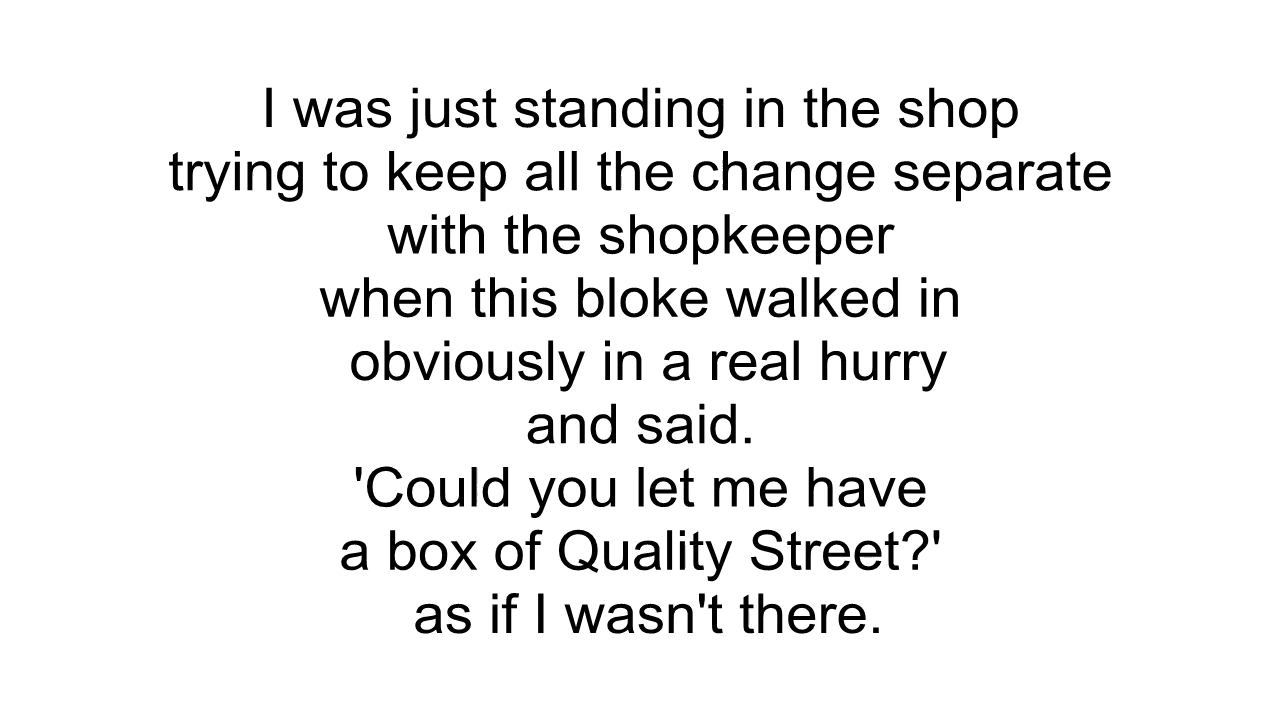 I was just standing in the shop
trying to keep all the change separate
with the shopkeeper
when this bloke walked in
obviously in a real hurry
and said.
'Could you let me have
a box of Quality Street?'
as if I wasn't there.